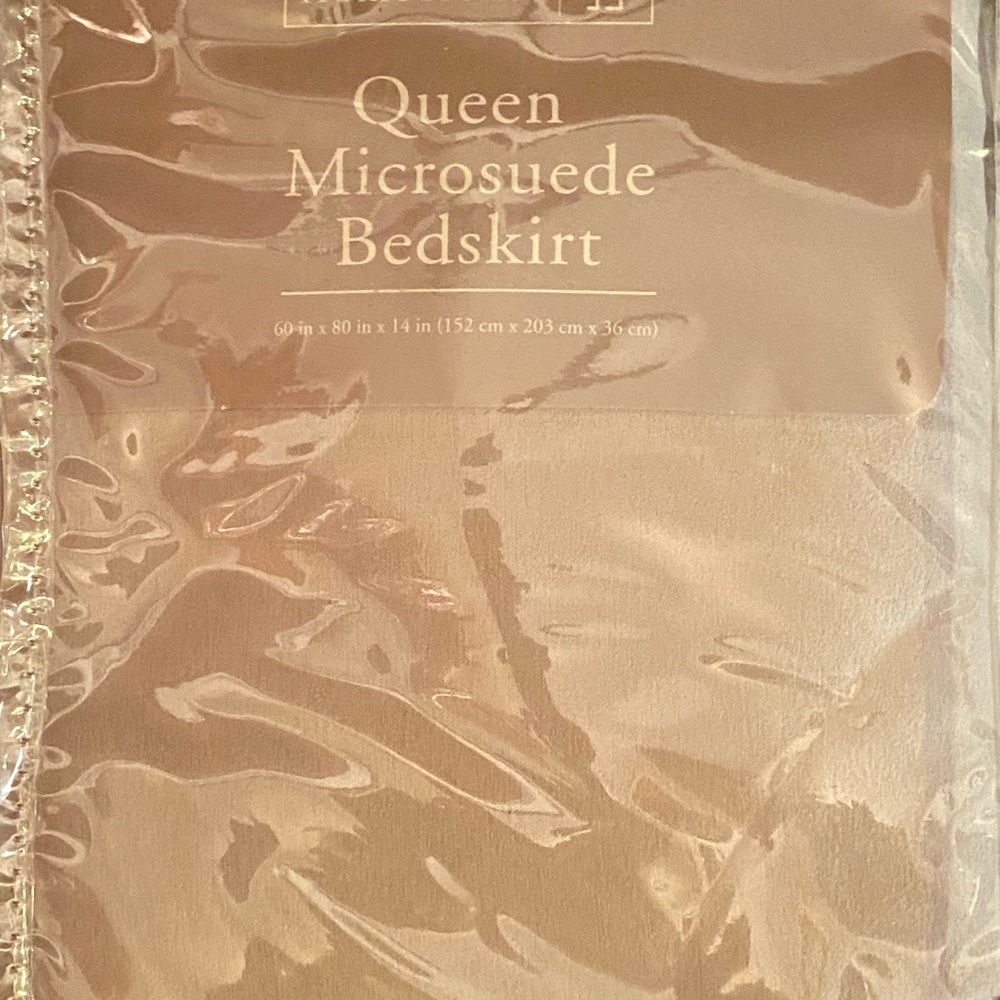 Queen
Microsuede
Bedskirt
60 in x 80 in x 14 in (152 cm x 203 cm x 36 cm)